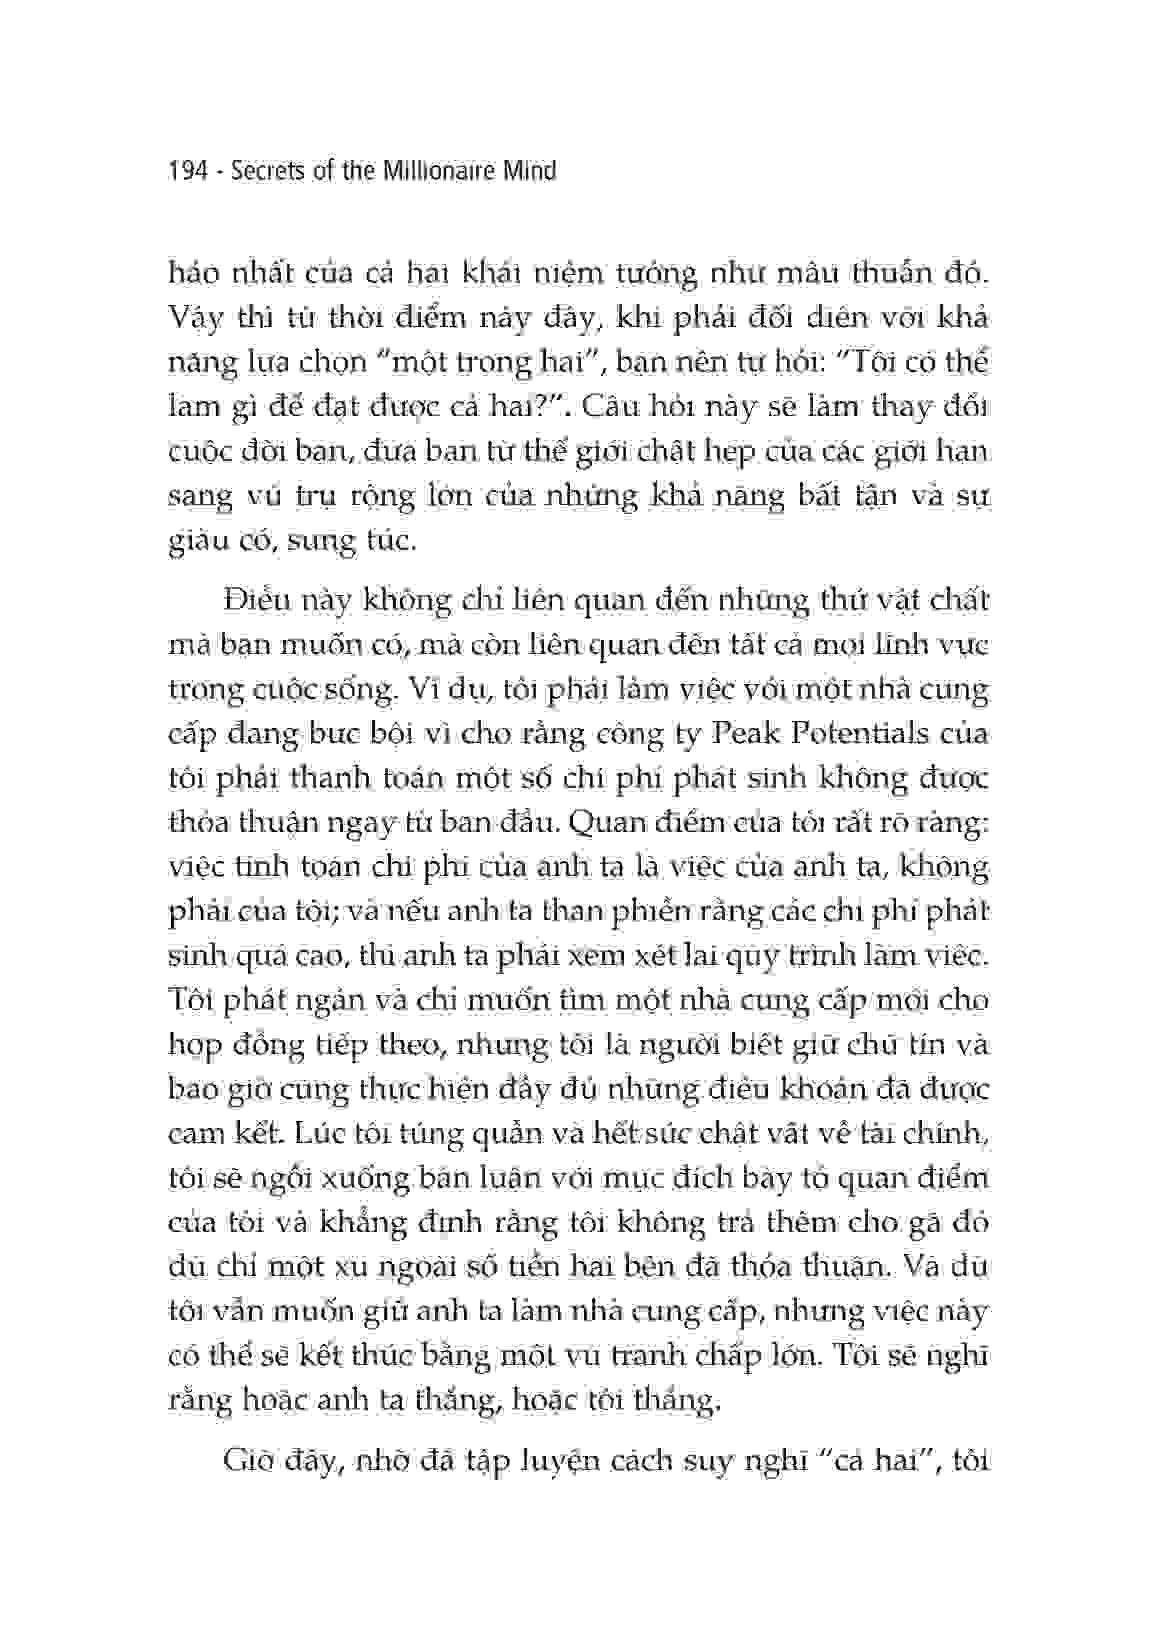 194 - Secrets of the Millionaire Mind
hảo nhất của cả hai khái niệm tưởng như mâu thuẫn đó.
Vậy thì từ thời điểm này đây, khi phải đối diện với khả
năng lựa chọn “một trong hai”, bạn nên tự hỏi: “Tôi có thể
làm gì để đạt được cả hai?”. Câu hỏi này sẽ làm thay đổi
cuộc đời bạn, đưa bạn từ thế giới chật hẹp của các giới hạn
sang vũ trụ rộng lớn của những khả năng bất tận và sự
giàu có, sung túc.
Điều này không chỉ liên quan đến những thứ vật chất
mà bạn muốn có, mà còn liên quan đến tất cả mọi lĩnh vực
trong cuộc sống. Ví dụ, tôi phải làm việc với một nhà cung
cấp đang bực bội vì cho rằng công ty Peak Potentials của
tôi phải thanh toán một số chi phí phát sinh không được
thỏa thuận ngay từ ban đầu. Quan điểm của tôi rất rõ ràng:
việc tính toán chi phí của anh ta là việc của anh ta, không
phải của tôi; và nếu anh ta than phiền rằng các chi phí phát
sinh quá cao, thì anh ta phải xem xét lại quy trình làm việc.
Tôi phát ngán và chỉ muốn tìm một nhà cung cấp mới cho
hợp đồng tiếp theo, nhưng tôi là người biết giữ chữ tín và
bao giờ cũng thực hiện đầy đủ những điều khoản đã được
cam kết. Lúc tôi túng quẫn và hết sức chật vật về tài chính,
tôi sẽ ngồi xuống bàn luận với mục đích bày tỏ quan điểm
của tôi và khẳng định rằng tôi không trả thêm cho gã đó
dù chỉ một xu ngoài số tiền hai bên đã thỏa thuận. Và dù
tôi vẫn muốn giữ anh ta làm nhà cung cấp, nhưng việc này
có thể sẽ kết thúc bằng một vụ tranh chấp lớn. Tôi sẽ nghĩ
rằng hoặc anh ta thắng, hoặc tôi thắng.
Giờ đây, nhờ đã tập luyện cách suy nghĩ “cả hai”, tôi